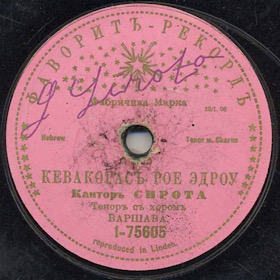 ФАВОРИТЪ-РЕКОРДЪ
Фабрична Марка
Hebrew
Tenor m. Chorus
КЕВАКОРАСЪ РОЕ ЭДРОУ
Канторъ СИРОТА
Теноръ съ хоромъ
ВАРШАВА
1-75605
reproduced in Linden.